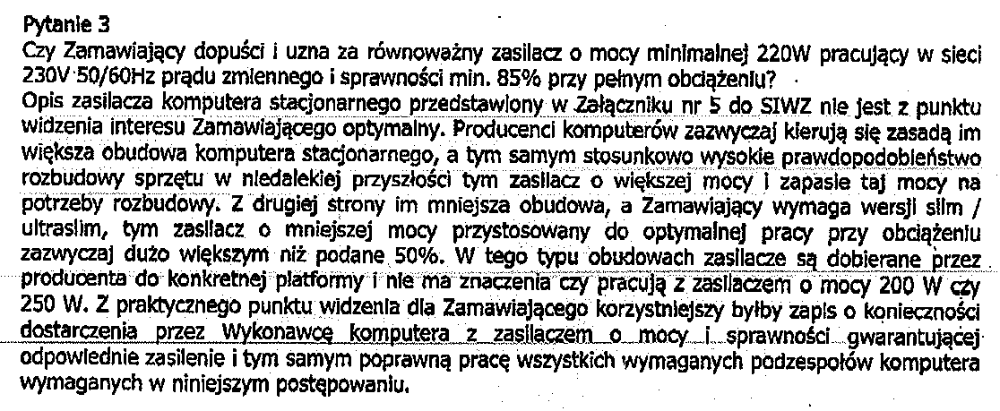 Pytanie 3
Czy Zamawiający dopuści i uzna za równoważny zasilacz o mocy minimalnej 220W pracujący w sieci
230V 50/60Hz prądu zmiennego i sprawności min. 85% przy pełnym obciążeniu?
Opis zasilacza komputera stacjonarnego przedstawiony w Załączniku nr 5 do SIWZ nie jest z punktu
widzenia interesu Zamawiającego optymalny. Producenci komputerów zazwyczaj kierują się zasadą im
większa obudowa komputera stacjonarnego, a tym samym stosunkowo wysokie prawdopodobieństwo
rozbudowy sprzętu w niedalekiej przyszłości tym zasilacz o większej mocy i zapasie taj mocy na
potrzeby rozbudowy. Z drugiej strony im mniejsza obudowa, a Zamawiający wymaga wersji slim /
ultraslim, tym zasilacz o mniejszej mocy przystosowany do optymalnej pracy przy obciążeniu
zazwyczaj dużo większym niż podane 50%. W tego typu obudowach zasilacze są dobierane przez
producenta do konkretnej platformy i nie ma znaczenia czy pracują z zasilaczem o mocy 200 W czy
250 W. Z praktycznego punktu widzenia dla Zamawiającego korzystniejszy byłby zapis o konieczności
dostarczenia przez Wykonawcę komputera z zasilaczem o mocy i sprawności gwarantującej
odpowiednie zasilenie i tym samym poprawną pracę wszystkich wymaganych podzespołów komputera
wymaganych w niniejszym postępowaniu.